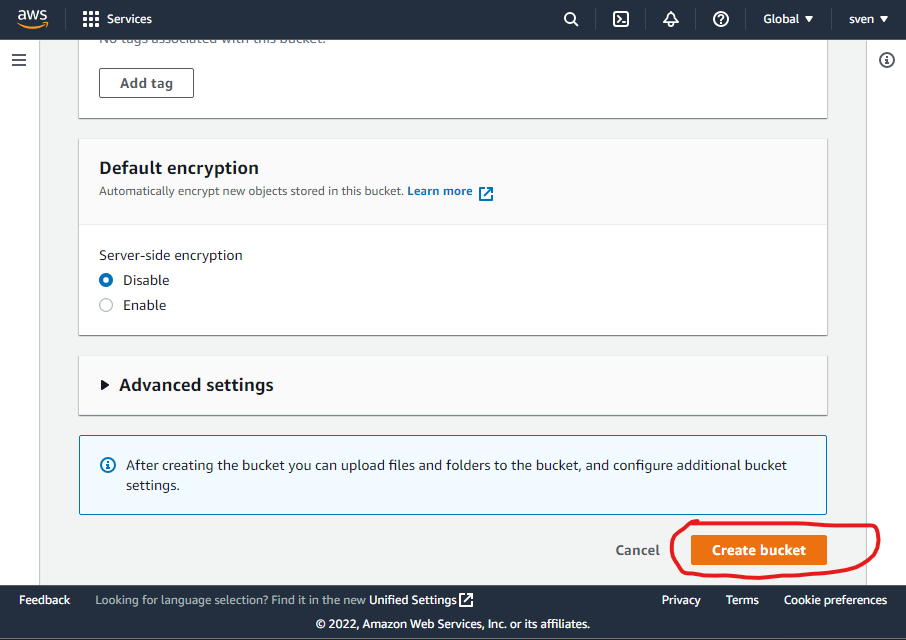 aws
Services
Global
sven
No tags associated with this bucket.
Add tag
Default encryption
Automatically encrypt new objects stored in this bucket. Learn more
Server-side encryption
Disable
Enable
Advanced settings
After creating the bucket you can upload files and folders to the bucket, and configure additional bucket
settings.
Cancel
Create bucket
Feedback
Looking for language selection? Find it in the new Unified Settings
Privacy
Terms
Cookie preferences
© 2022, Amazon Web Services, Inc. or its affiliates.